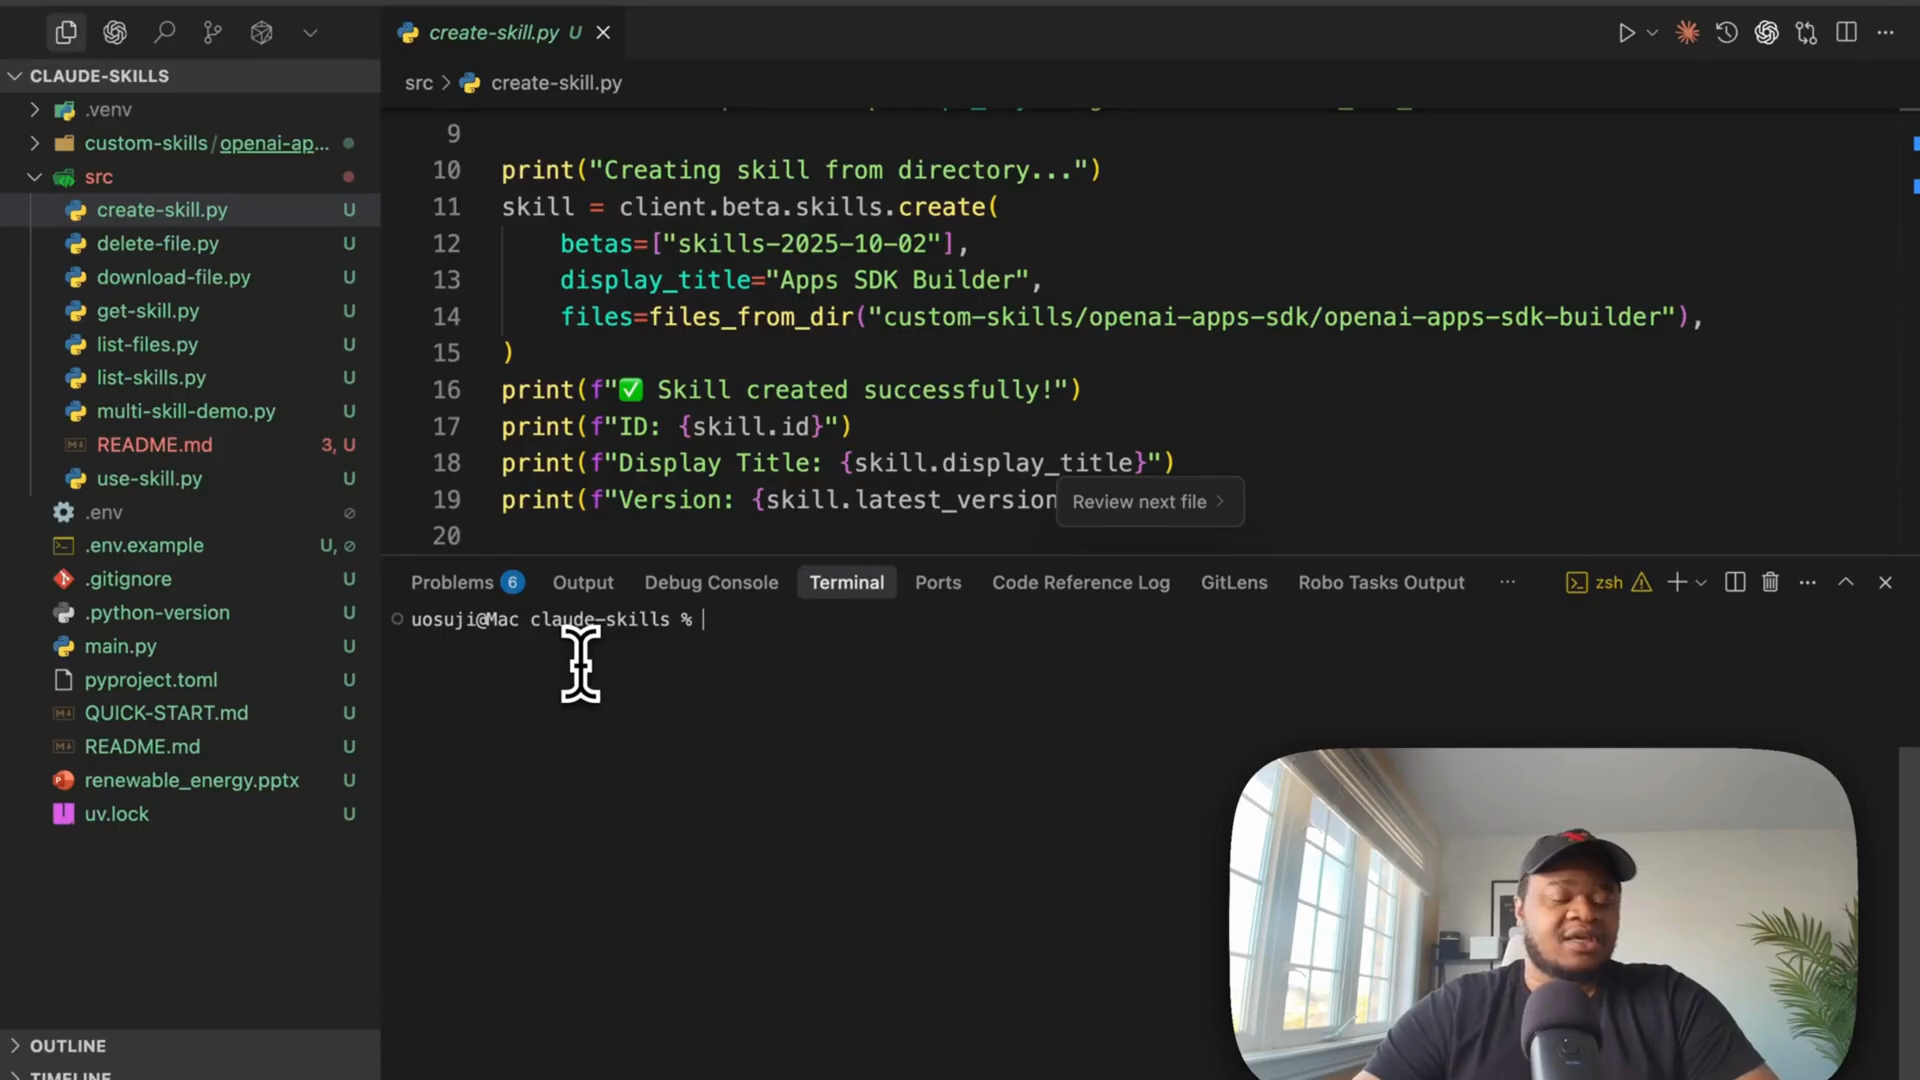 create-skill.py U
CLAUDE-SKILLS
src > create-skill.py
.venv
custom-skills/openai-ap...
src
create-skill.py U
delete-file.py U
download-file.py U
get-skill.py U
list-files.py U
list-skills.py U
multi-skill-demo.py U
README.md 3, U
use-skill.py U
.env
.env.example U,
.gitignore U
.python-version U
main.py U
pyproject.toml U
QUICK-START.md U
README.md U
renewable_energy.pptx U
uv.lock U
OUTLINE
TIMELINE
9
10 print("Creating skill from directory...")
11 skill = client.beta.skills.create(
12 betas=["skills-2025-10-02"],
13 display_title="Apps SDK Builder",
14 files=files_from_dir("custom-skills/openai-apps-sdk/openai-apps-sdk-builder"),
15 )
16 print(f"✅ Skill created successfully!")
17 print(f"ID: {skill.id}")
18 print(f"Display Title: {skill.display_title}")
19 print(f"Version: {skill.latest_version
Review next file >
20
Problems 6 Output Debug Console Terminal Ports Code Reference Log GitLens Robo Tasks Output ... zsh
uosuji@Mac claude-skills %